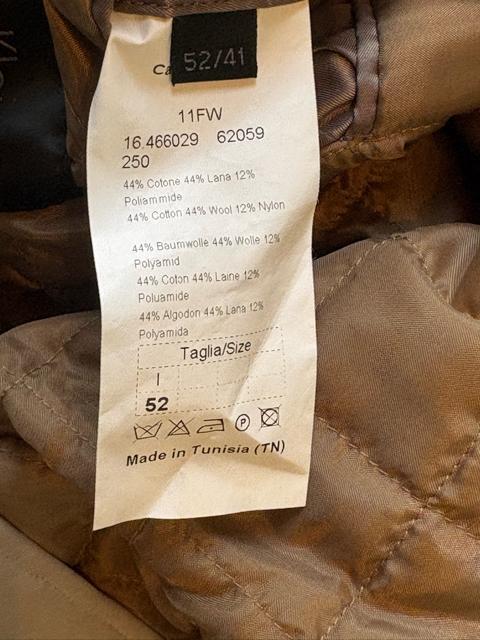 52/41
11FW
16.466029 62059
250
44% Cotone 44% Lana 12%
Poliammide
44% Cotton 44% Wool 12% Nylon
44% Baumwolle 44% Wolle 12%
Polyamid
44% Coton 44% Laine 12%
Poluamide
44% Algodon 44% Lana 12%
Polyamida
Taglia/Size
I
52
P
Made in Tunisia (TN)